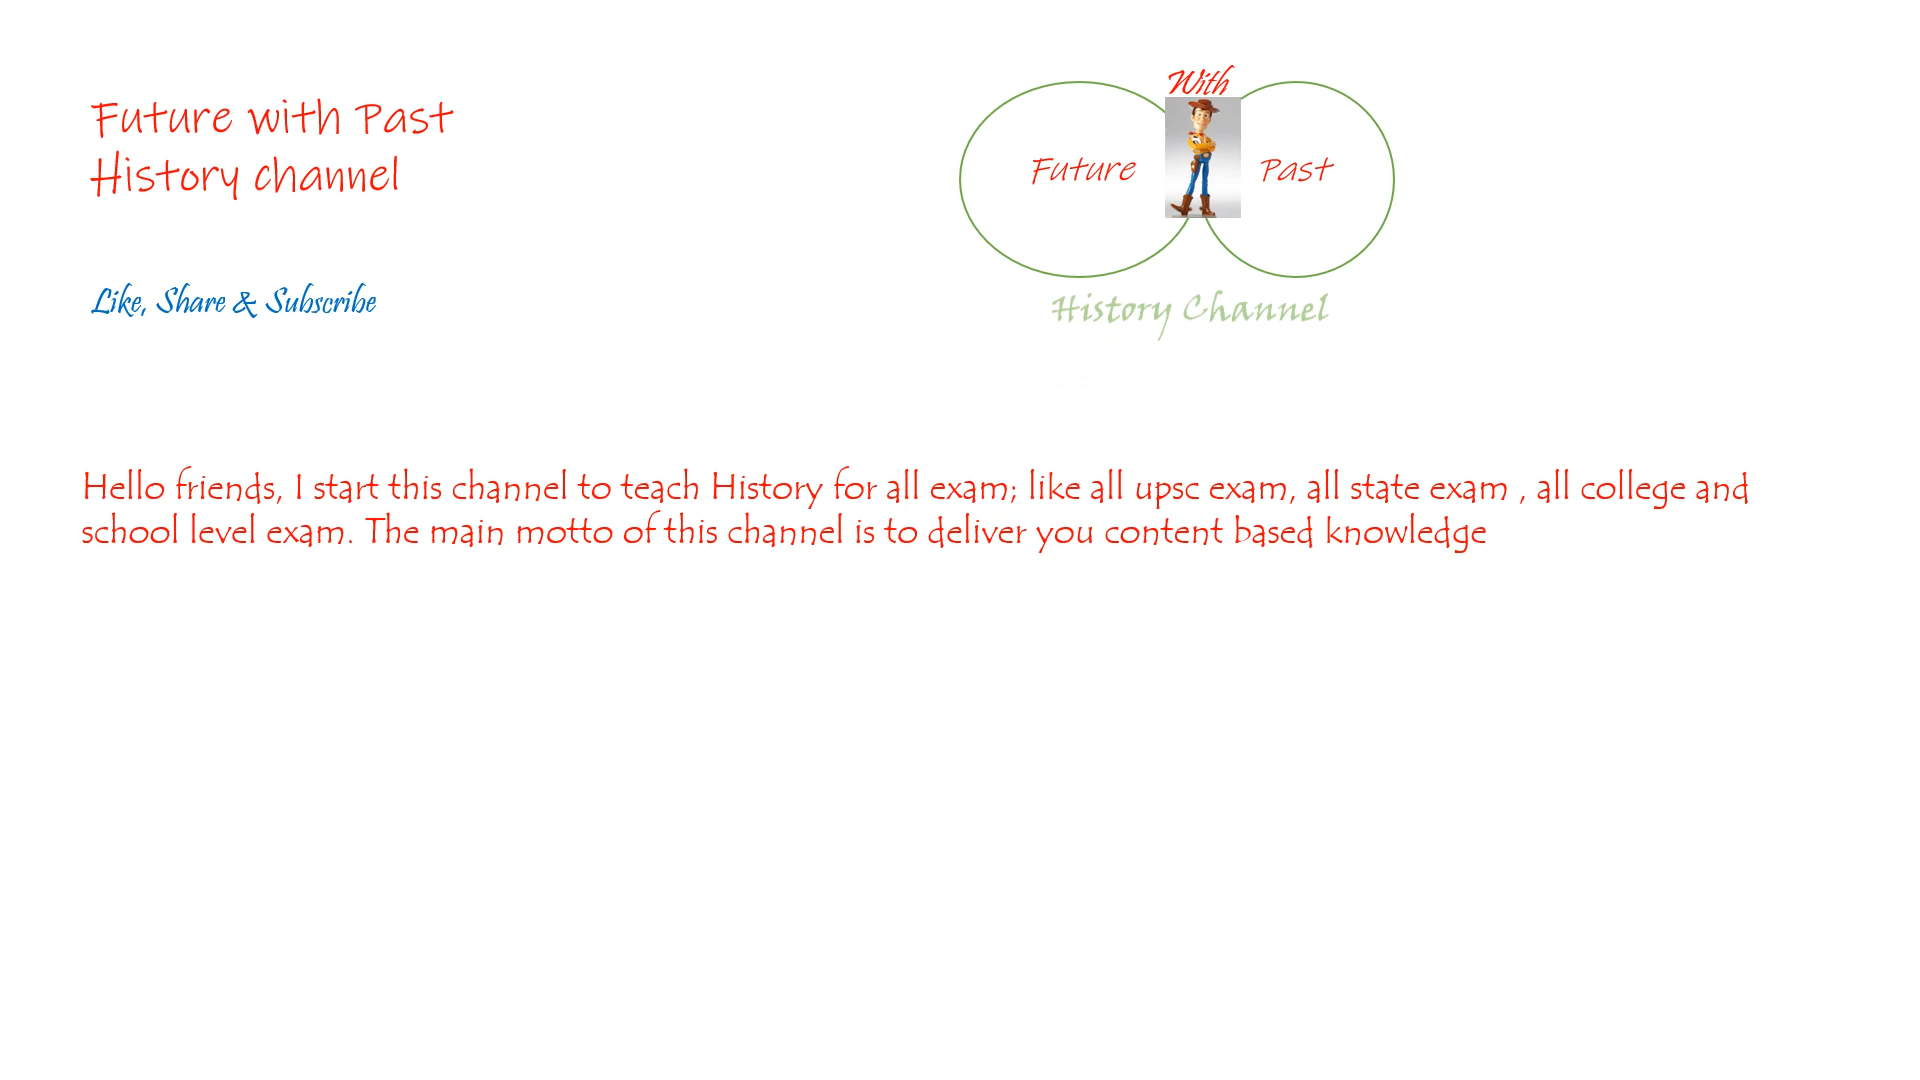 Future with Past
History channel
Like, Share & Subscribe
With
Future
Past
History Channel
Hello friends, I start this channel to teach History for all exam; like all upsc exam, all state exam , all college and
school level exam. The main motto of this channel is to deliver you content based knowledge